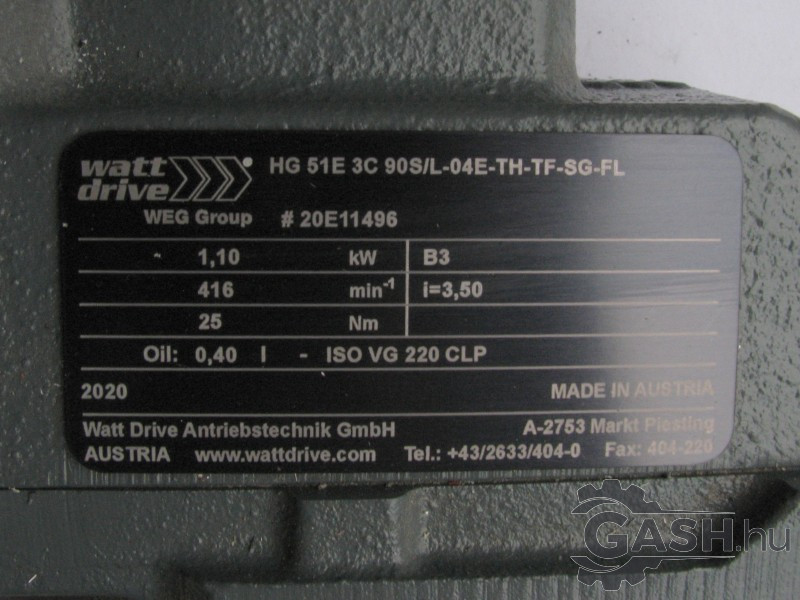 watt drive HG 51E 3C 90S/L-04E-TH-TF-SG-FL
WEG Group # 20E11496
1,10 kW B3
416 min-1 i=3,50
25 Nm
Oil: 0,40 l - ISO VG 220 CLP
2020 MADE IN AUSTRIA
Watt Drive Antriebstechnik GmbH A-2753 Markt Piesting
AUSTRIA www.wattdrive.com Tel.: +43/2633/404-0 Fax: 404-220
GASH.hu